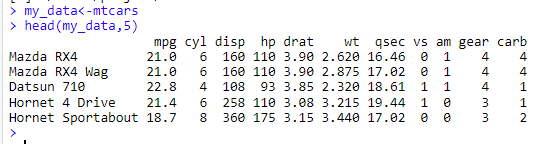 > my_data<-mtcars
> head(my_data,5)
                   mpg cyl disp  hp drat    wt  qsec vs am gear carb
Mazda RX4         21.0   6  160 110 3.90 2.620 16.46  0  1    4    4
Mazda RX4 Wag     21.0   6  160 110 3.90 2.875 17.02  0  1    4    4
Datsun 710        22.8   4  108  93 3.85 2.320 18.61  1  1    4    1
Hornet 4 Drive    21.4   6  258 110 3.08 3.215 19.44  1  0    3    1
Hornet Sportabout 18.7   8  360 175 3.15 3.440 17.02  0  0    3    2
>